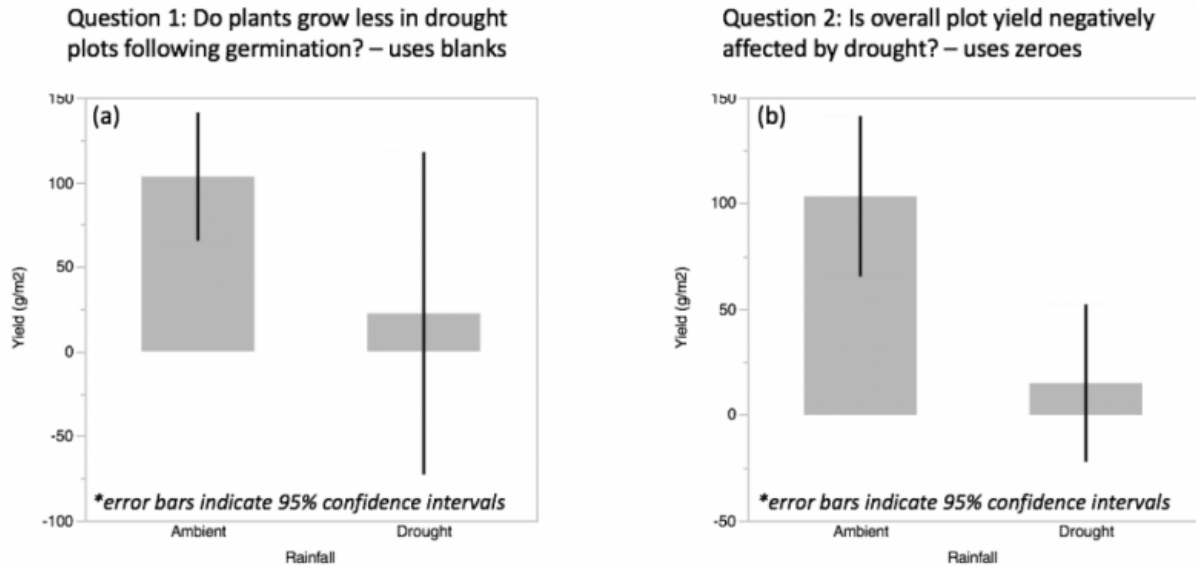 Question 1: Do plants grow less in drought
plots following germination? – uses blanks
Question 2: Is overall plot yield negatively
affected by drought? – uses zeroes
150
(a)
100
50
0
-50
-100
Yield (g/m2)
*error bars indicate 95% confidence intervals
Ambient
Drought
Rainfall
150
(b)
100
50
0
-50
Yield (g/m2)
*error bars indicate 95% confidence intervals
Ambient
Drought
Rainfall